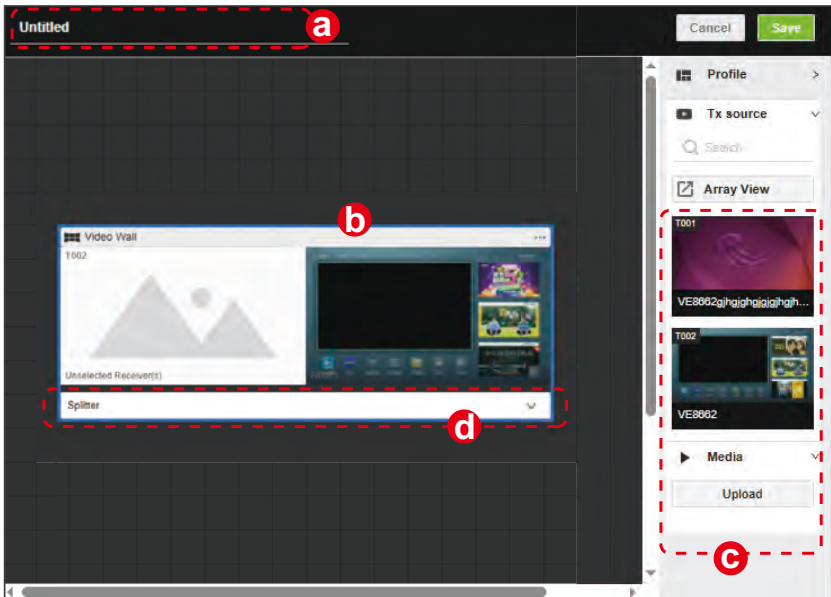 Untitled
a
Cancel
Save
Profile
Tx source
Search
Array View
b
Video Wall
T002
Unselected Receiver(s)
Splitter
d
T001
T002
VE8662
Media
Upload
c